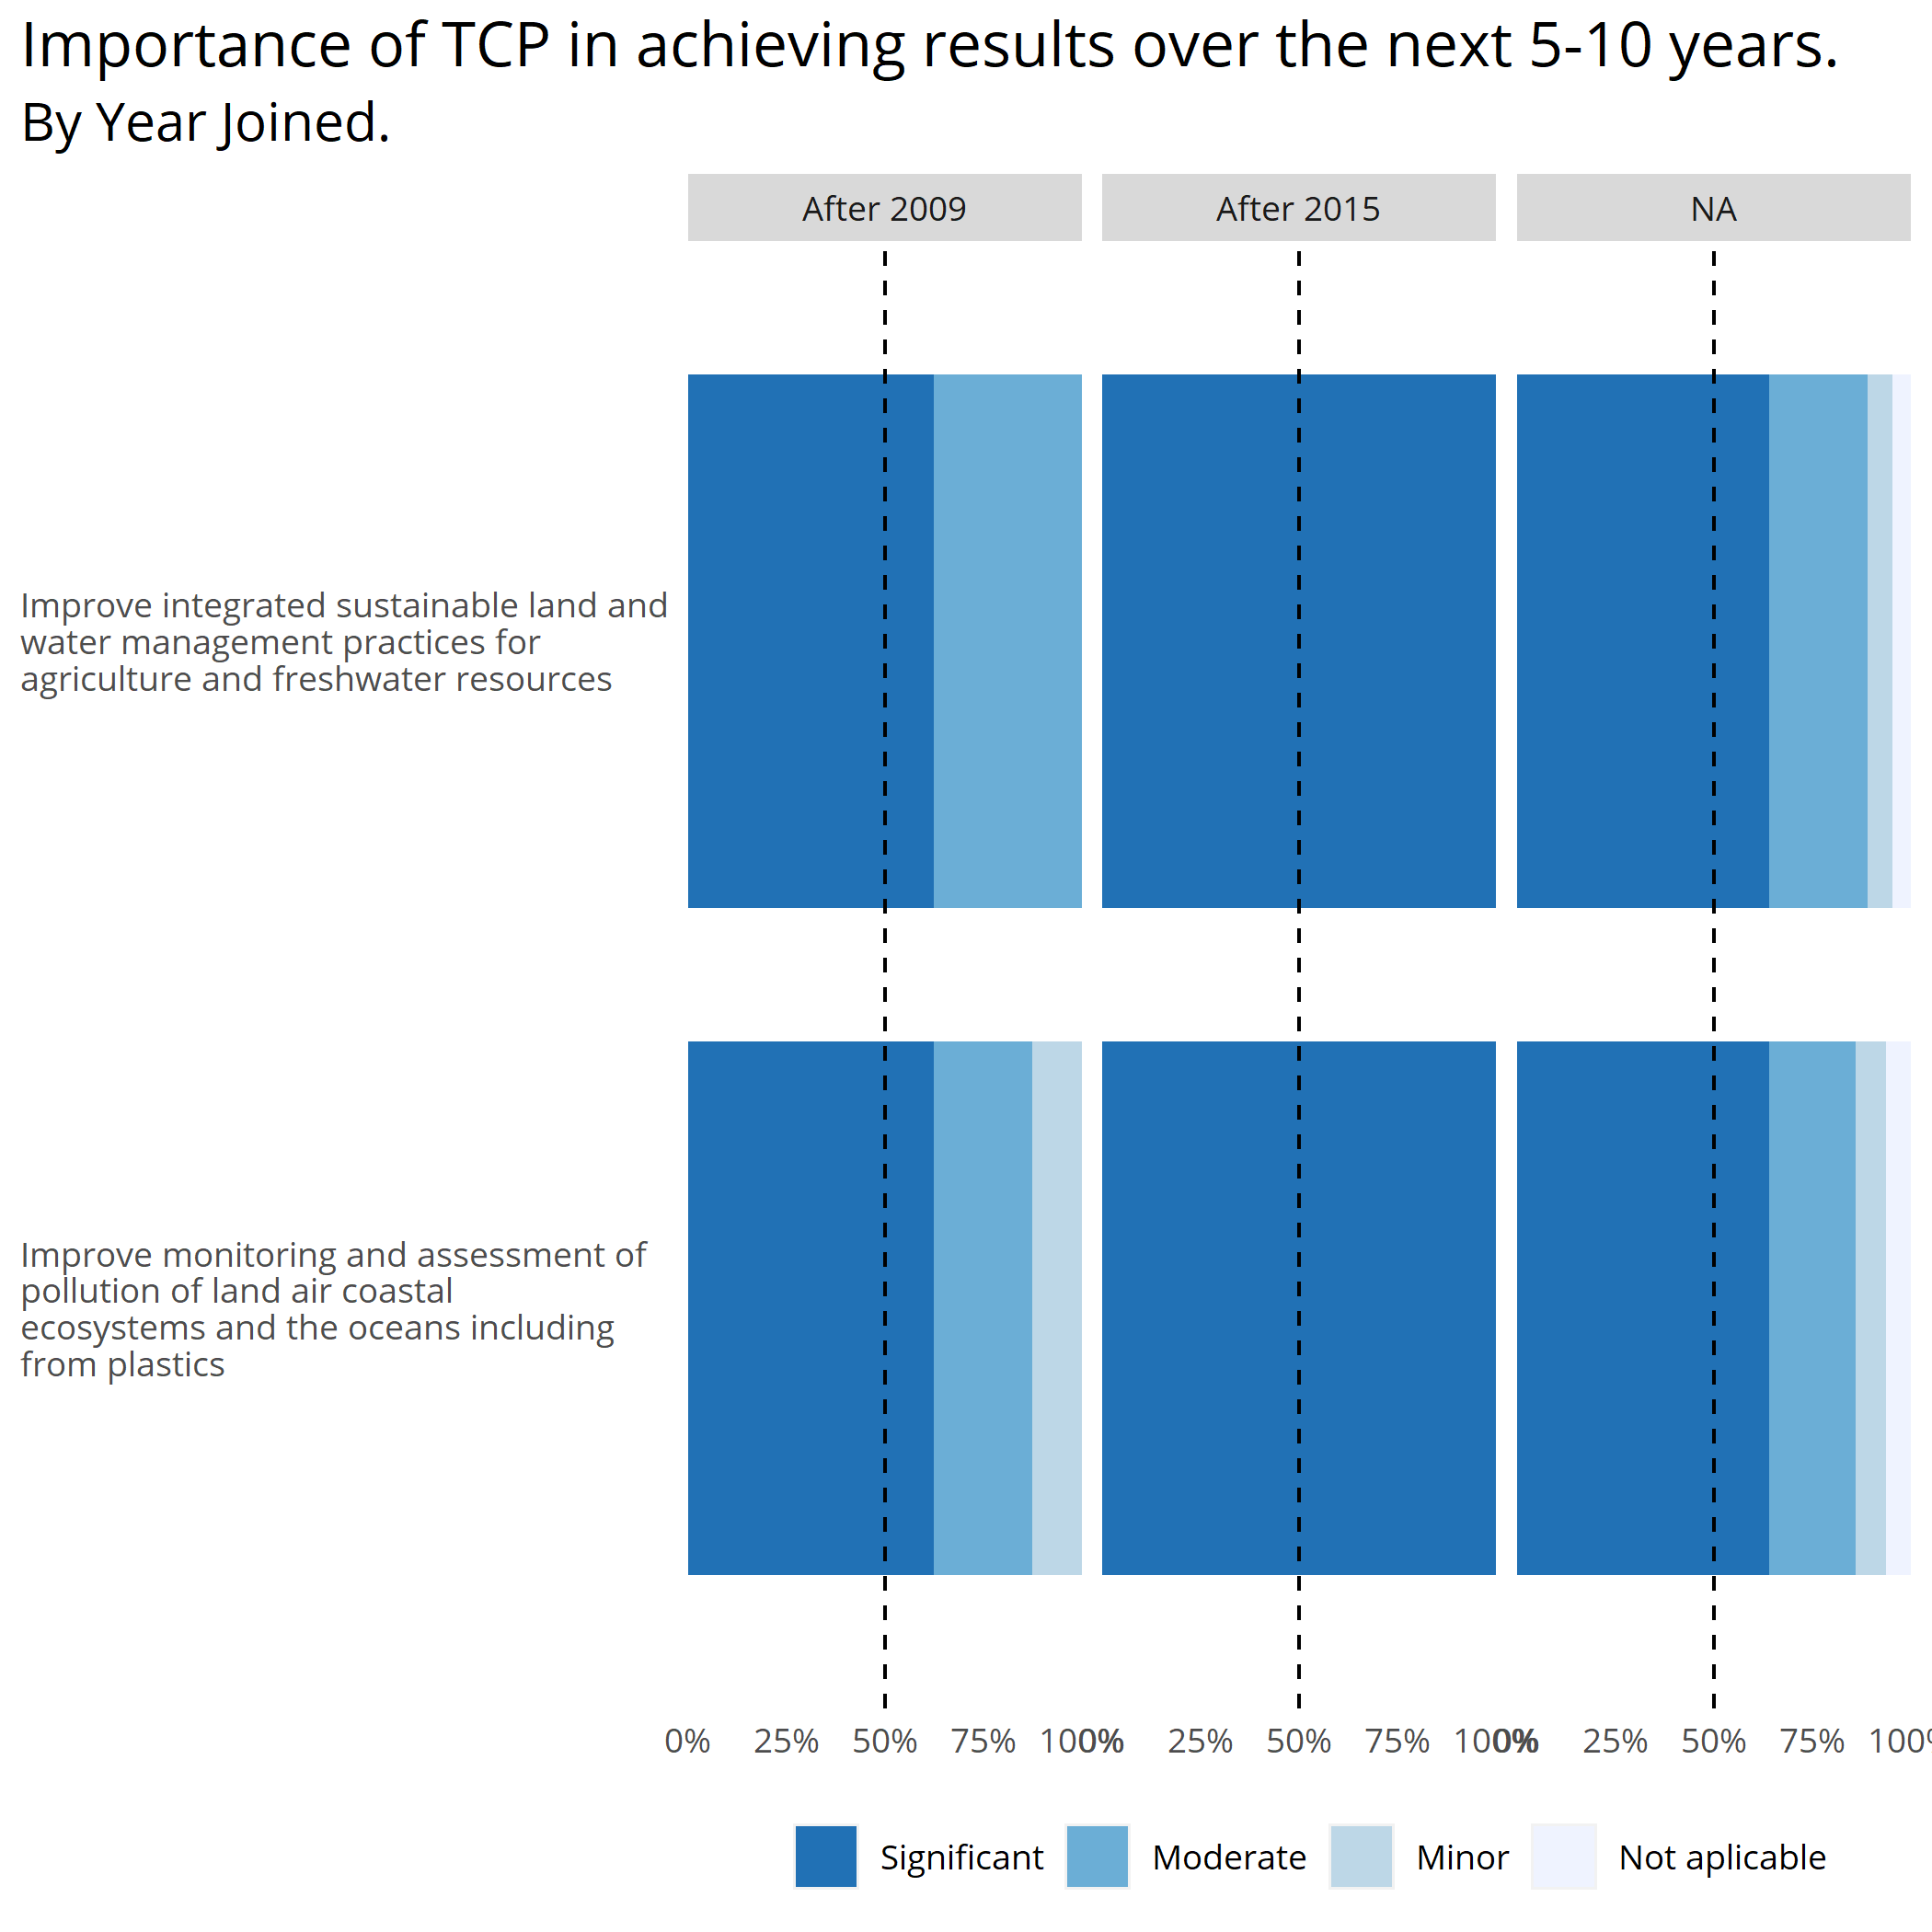 Importance of TCP in achieving results over the next 5-10 years.
By Year Joined.
After 2009 After 2015 NA
Improve integrated sustainable land and
water management practices for
agriculture and freshwater resources
Improve monitoring and assessment of
pollution of land air coastal
ecosystems and the oceans including
from plastics
0% 25% 50% 75% 100% 0% 25% 50% 75% 100% 0% 25% 50% 75% 100%
Significant Moderate Minor Not aplicable